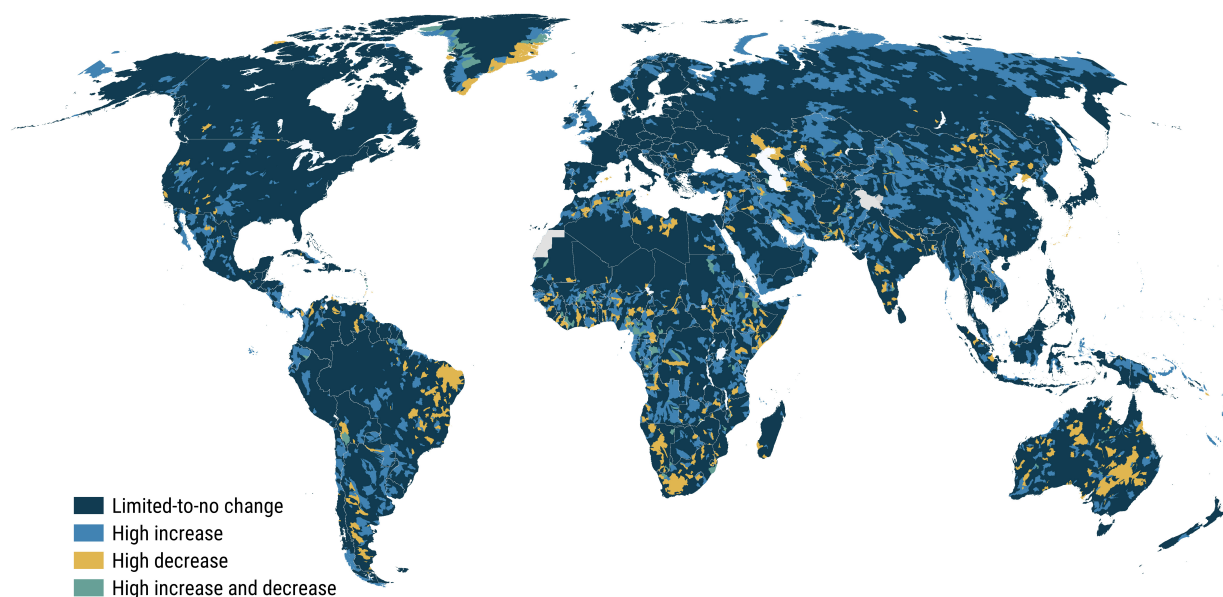 Limited-to-no change
High increase
High decrease
High increase and decrease